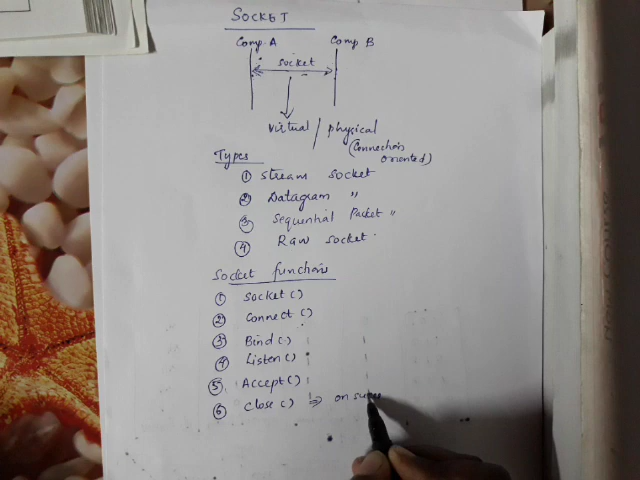 SOCKET
Comp A Comp B
socket
virtual / physical
(Connection
oriented)
Types
① Stream socket
② Datagram "
③ Sequential Packet "
④ Raw socket
Socket functions
① Socket ( )
② Connect ( )
③ Bind ( )
④ Listen ( )
⑤ Accept ( )
⑥ Close ( ) ⇒ on